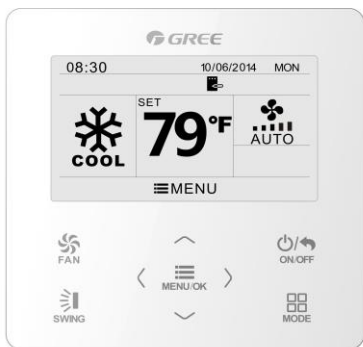 GREE
08:30 10/06/2014 MON
SET
79°F
COOL
AUTO
MENU
FAN
ON/OFF
MENU/OK
SWING
MODE